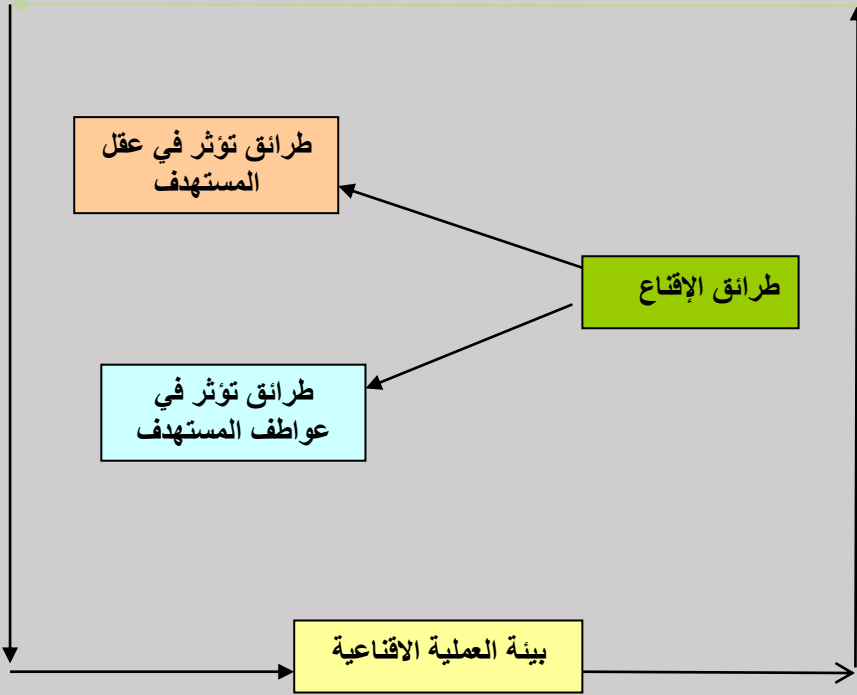 طرائق تؤثر في عقل
المستهدف
طرائق الإقناع
طرائق تؤثر في
عواطف المستهدف
بيئة العملية الاقناعية